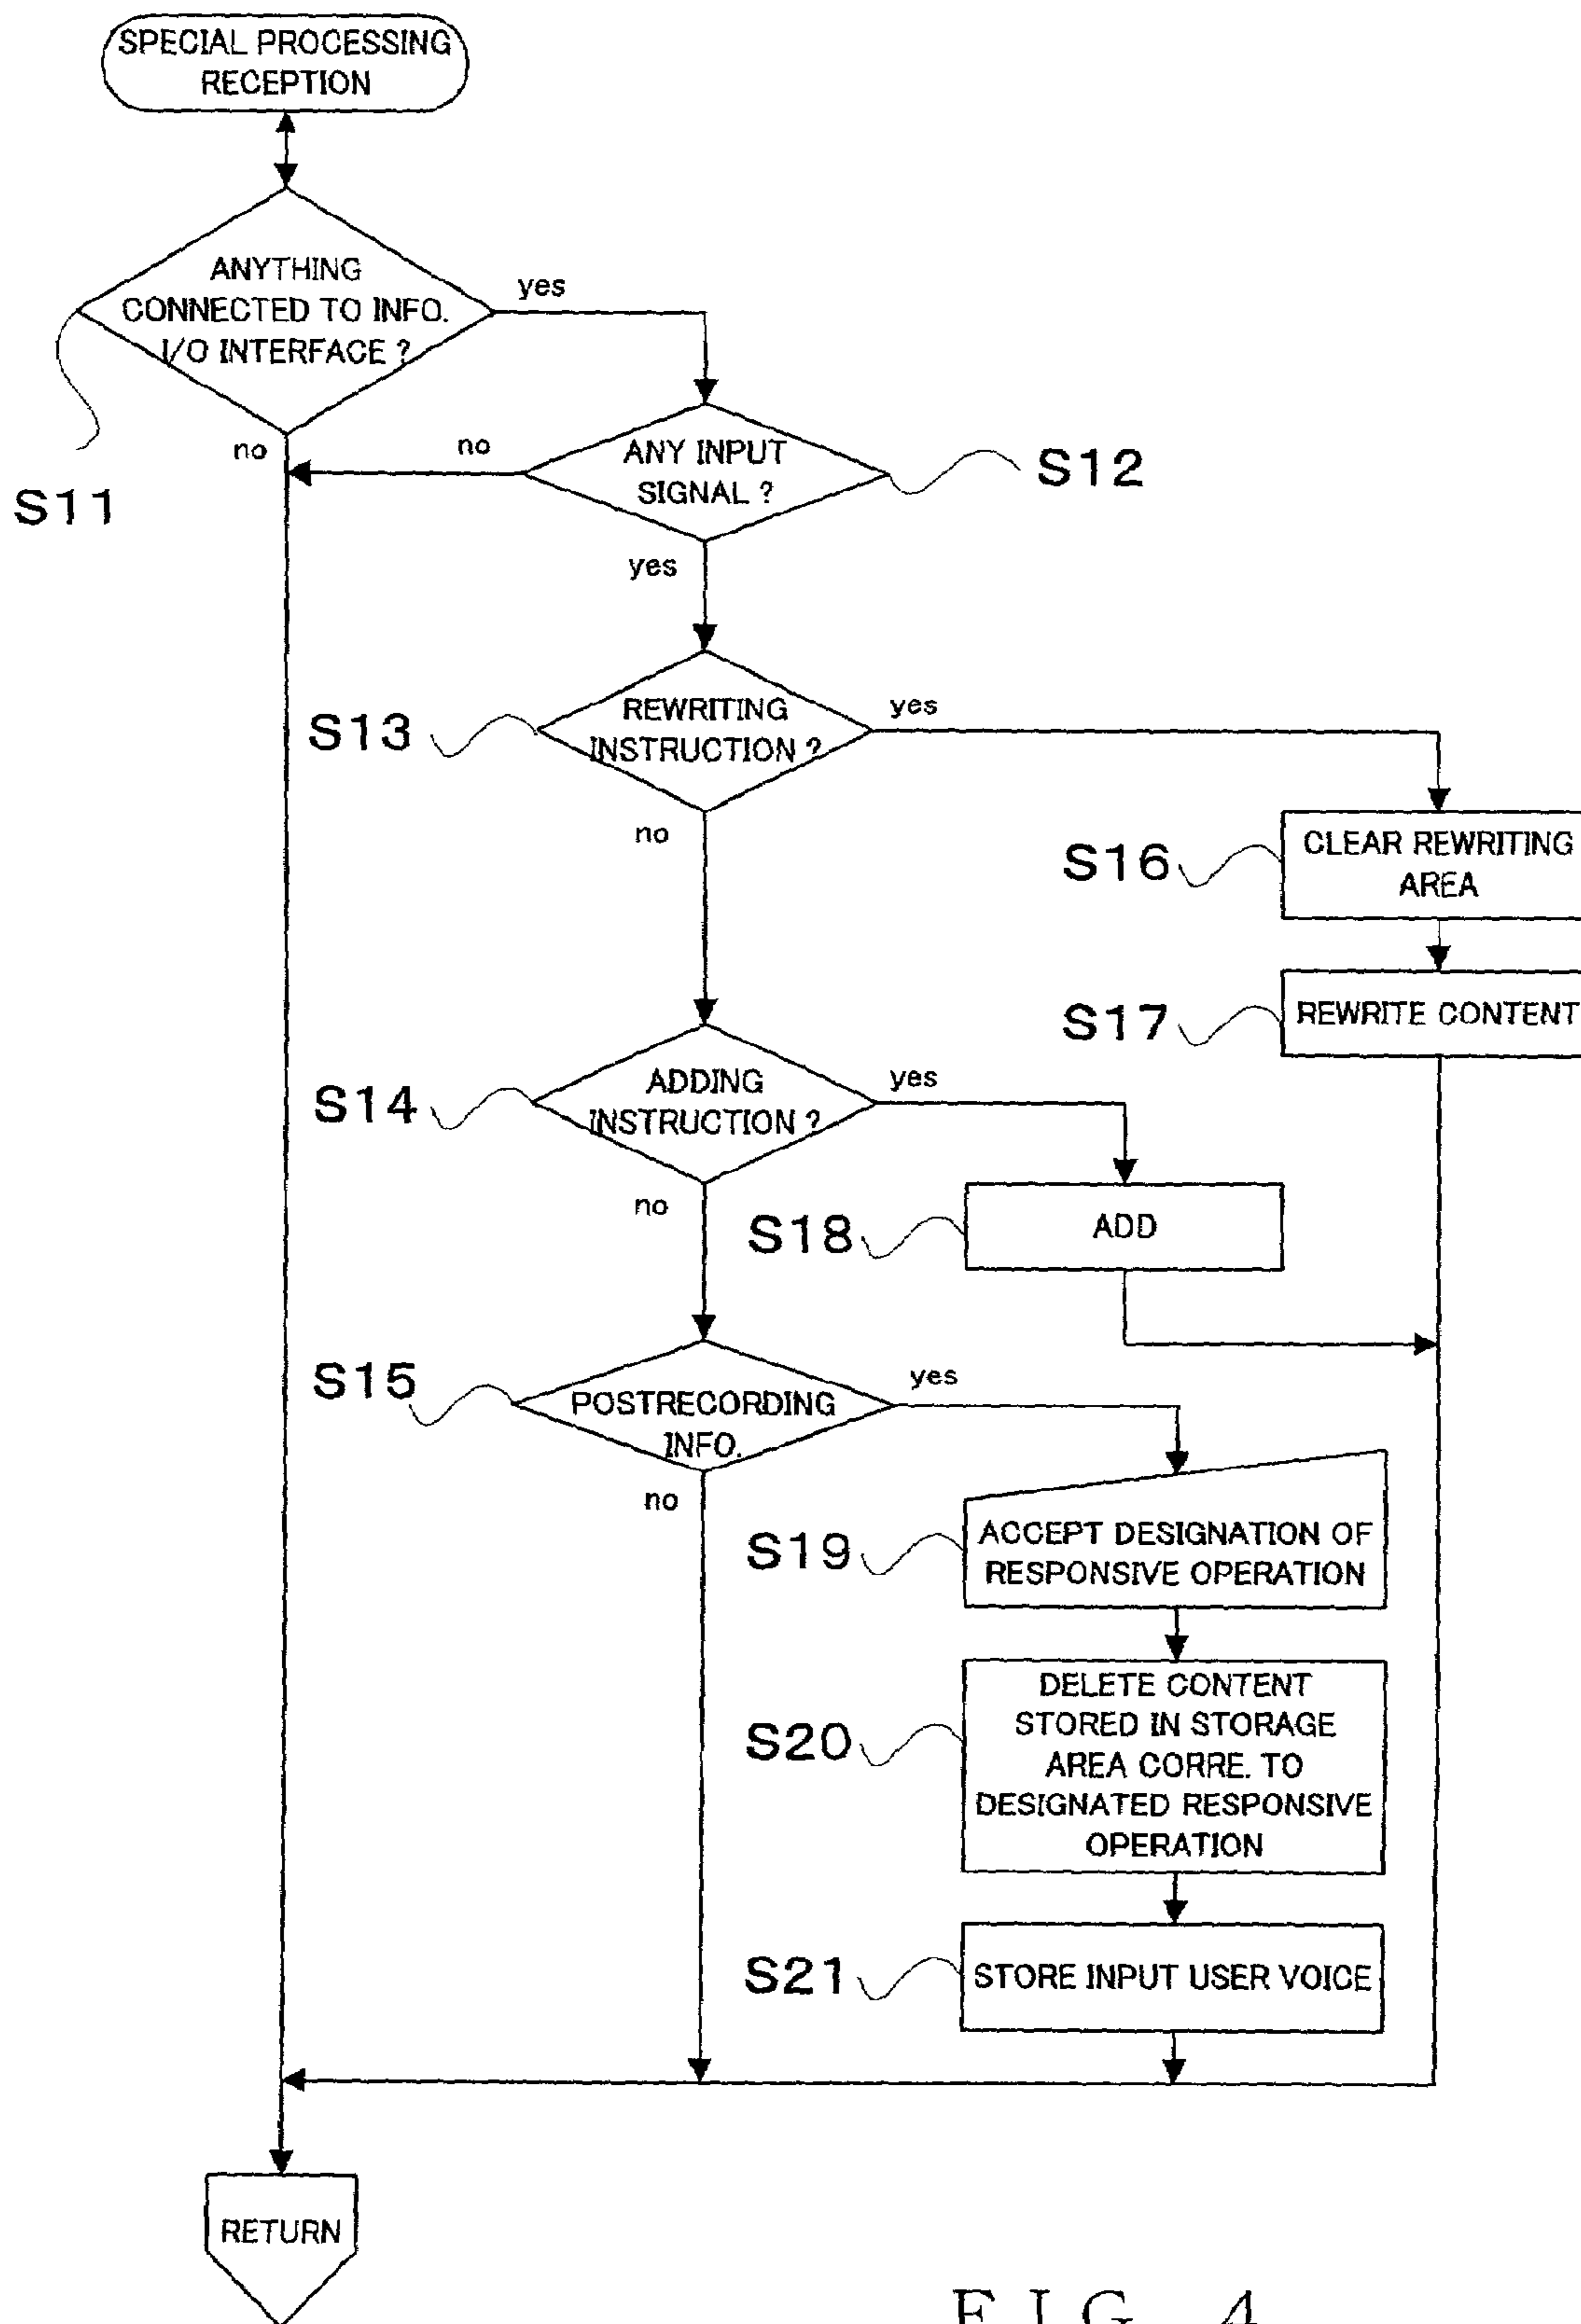 SPECIAL PROCESSING
RECEPTION
ANYTHING
CONNECTED TO INFO.
I/O INTERFACE ?
yes
no
S11
no
ANY INPUT
SIGNAL ?
S12
yes
S13
REWRITING
INSTRUCTION ?
yes
no
S16
CLEAR REWRITING
AREA
S17
REWRITE CONTENT
S14
ADDING
INSTRUCTION ?
yes
no
S18
ADD
S15
POSTRECORDING
INFO.
yes
no
S19
ACCEPT DESIGNATION OF
RESPONSIVE OPERATION
S20
DELETE CONTENT
STORED IN STORAGE
AREA CORRE. TO
DESIGNATED RESPONSIVE
OPERATION
S21
STORE INPUT USER VOICE
RETURN
FIG. 4